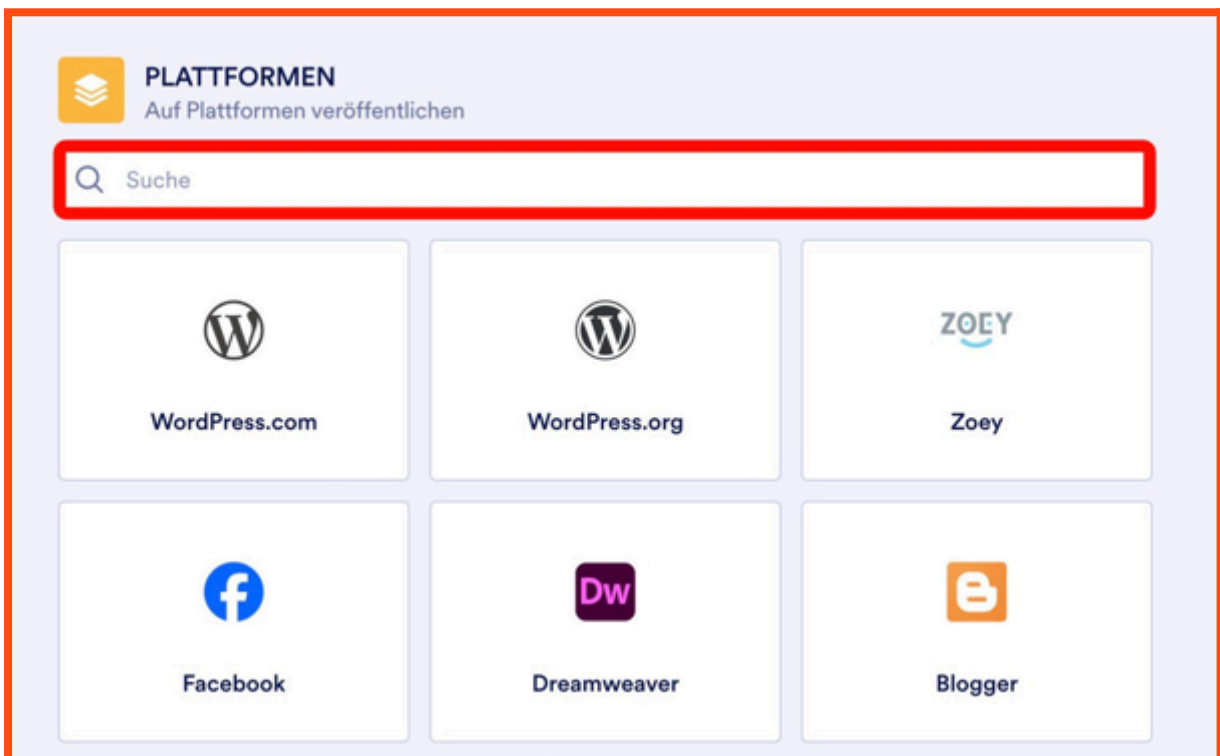 PLATTFORMEN
Auf Plattformen veröffentlichen
Suche
ZOEY
WordPress.com
WordPress.org
Zoey
Dw
Facebook
Dreamweaver
Blogger